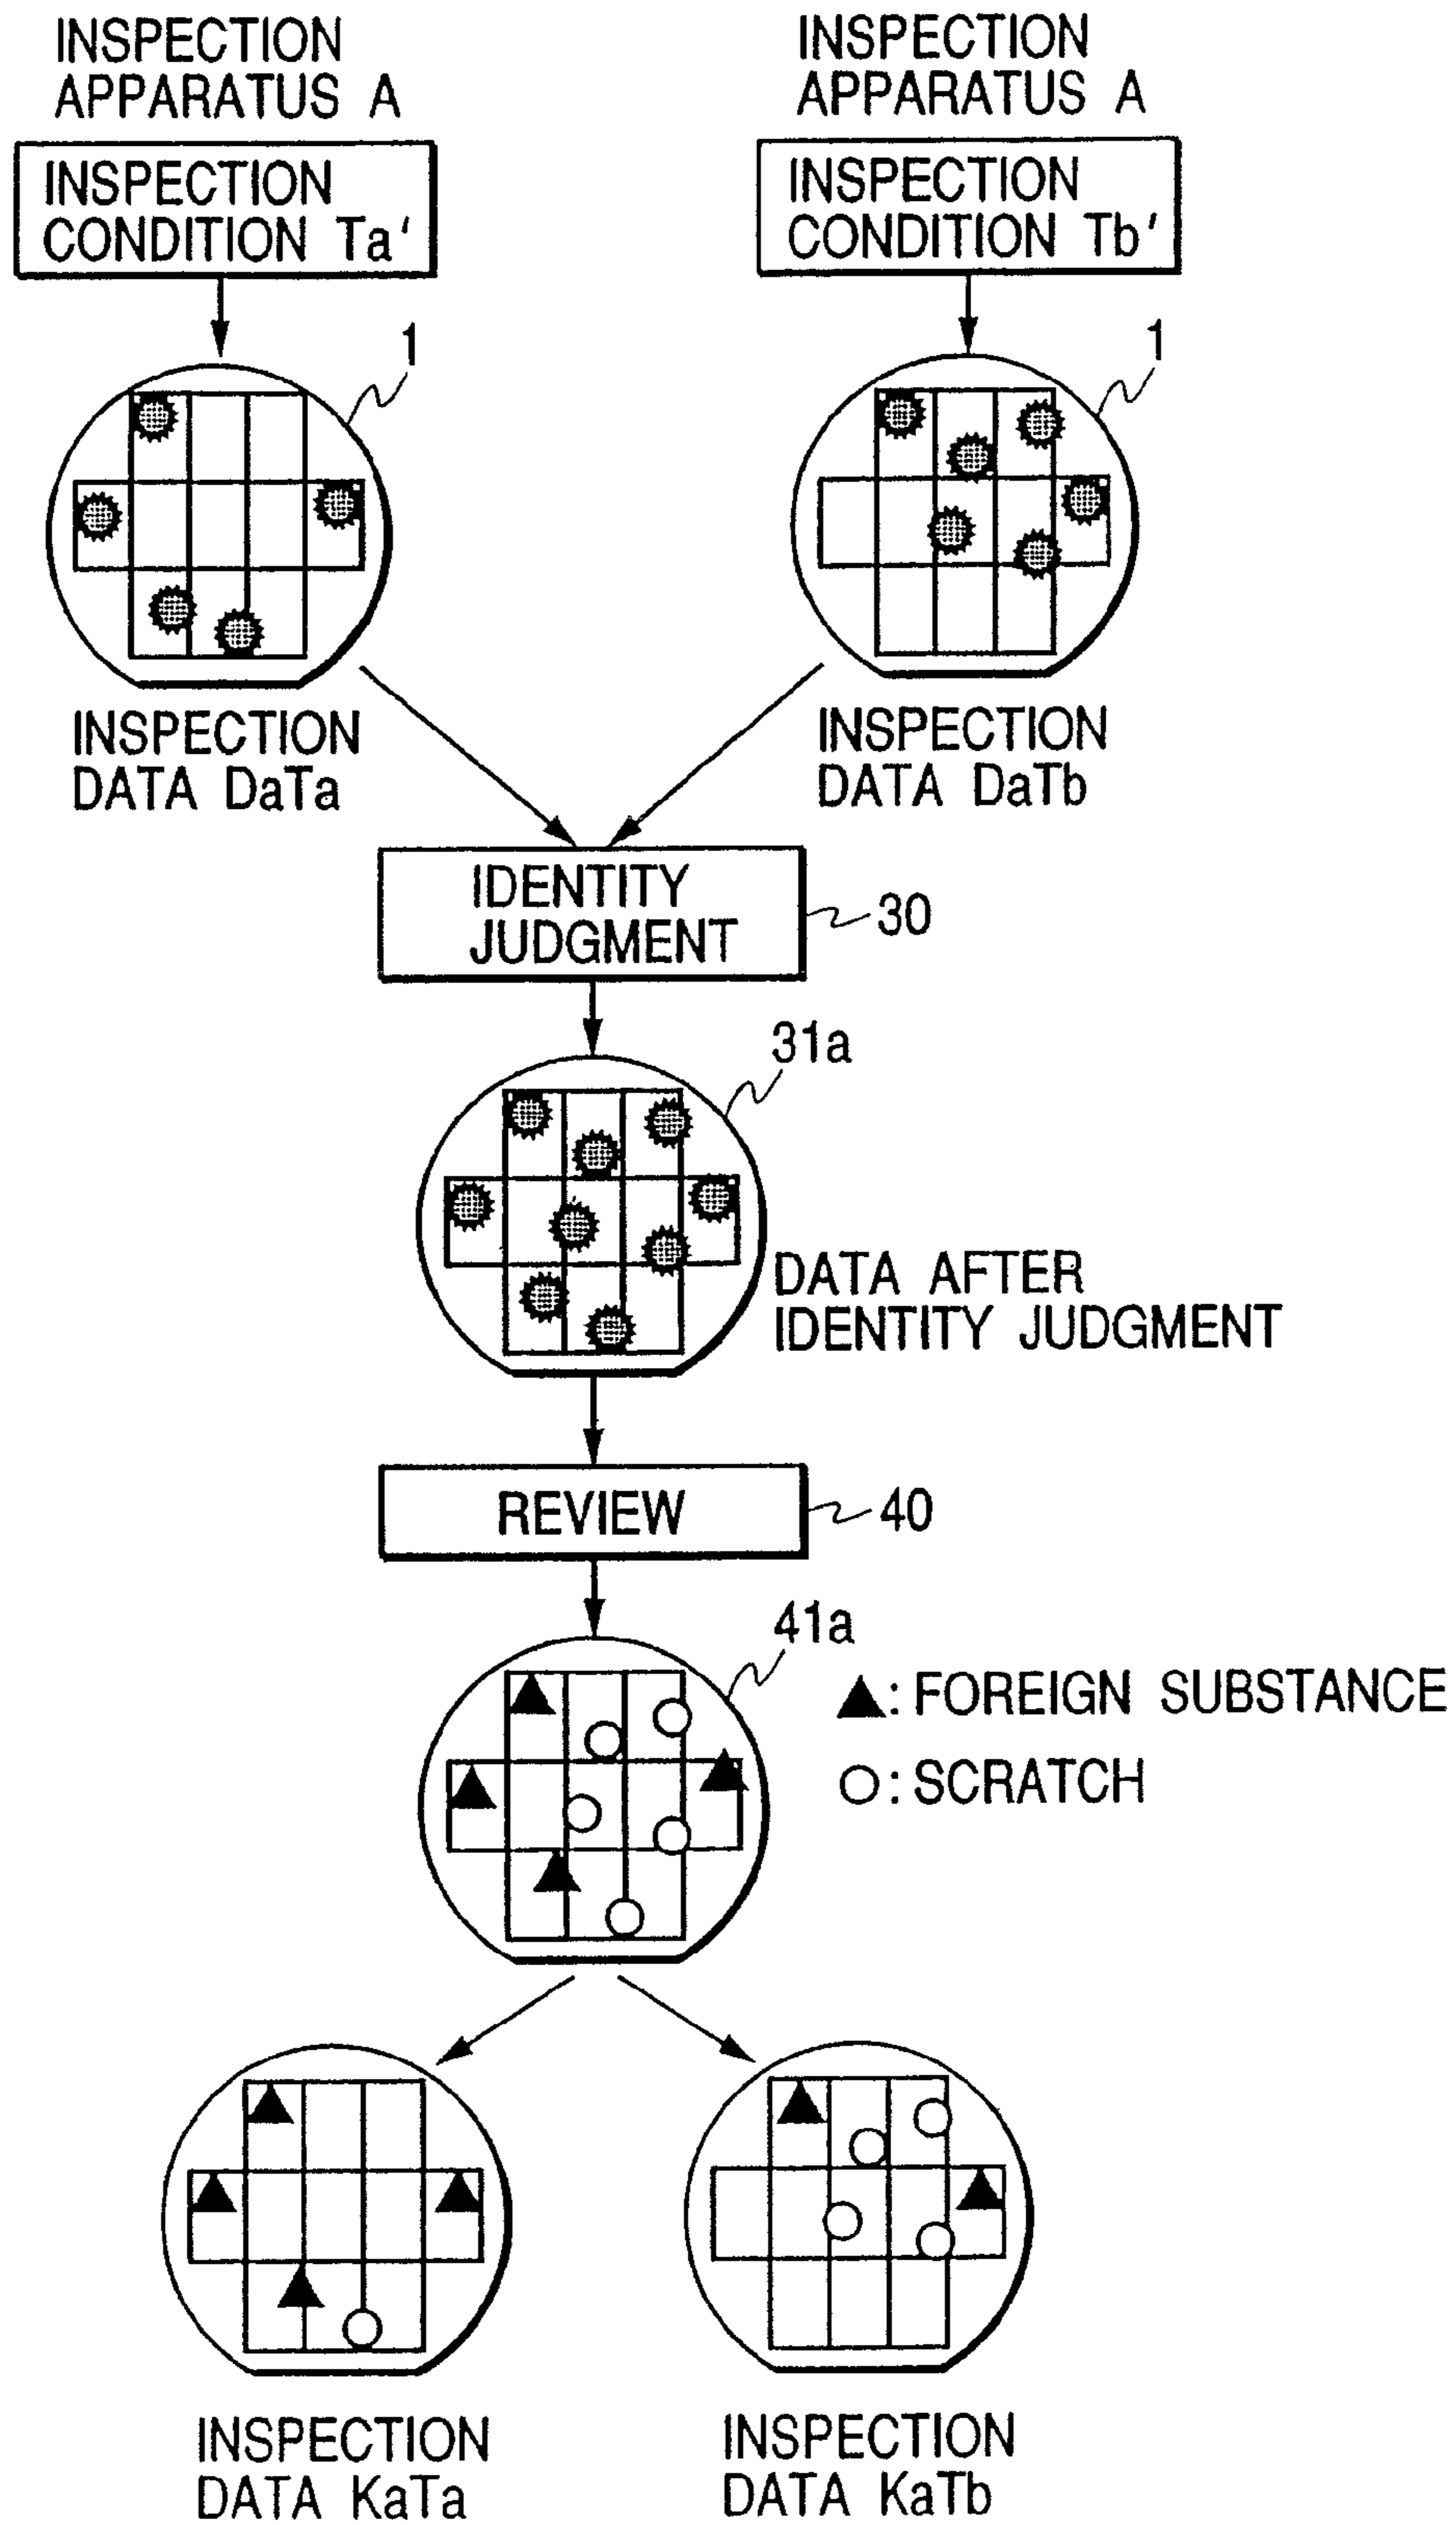 INSPECTION
APPARATUS A
INSPECTION
CONDITION Ta'
1
INSPECTION
DATA DaTa
INSPECTION
APPARATUS A
INSPECTION
CONDITION Tb'
1
INSPECTION
DATA DaTb
IDENTITY
JUDGMENT
30
31a
DATA AFTER
IDENTITY JUDGMENT
REVIEW
40
41a
▲: FOREIGN SUBSTANCE
○: SCRATCH
INSPECTION
DATA KaTa
INSPECTION
DATA KaTb